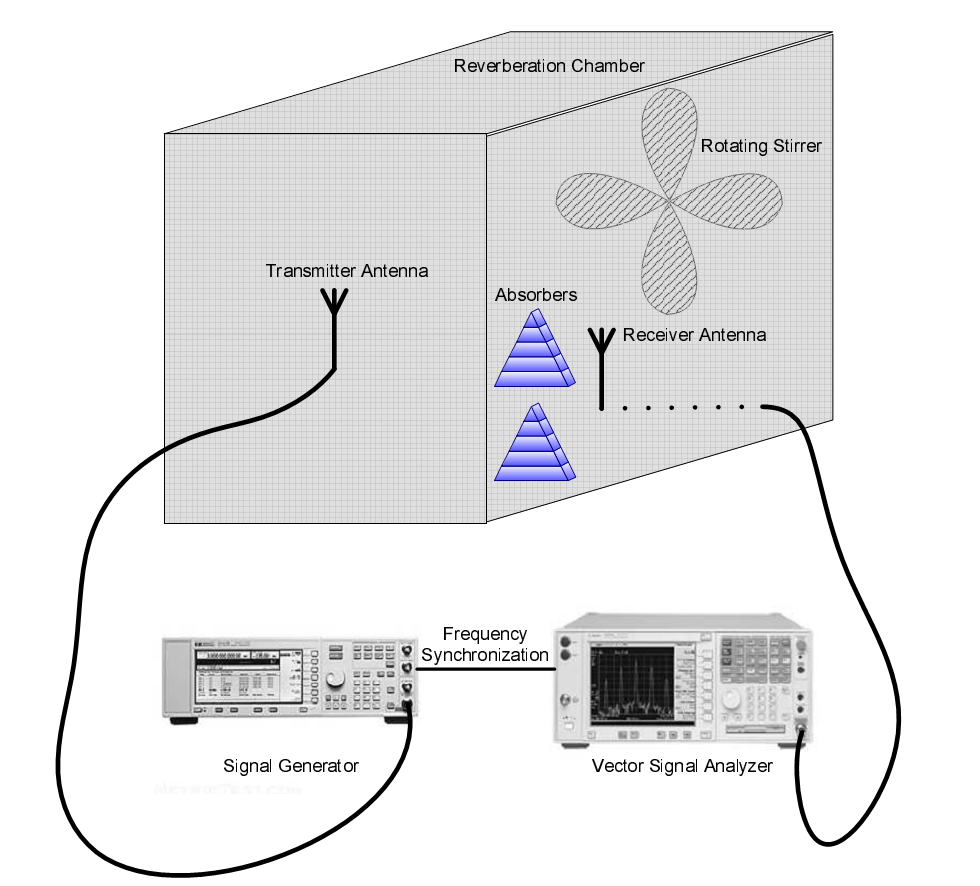 Reverberation Chamber
Rotating Stirrer
Transmitter Antenna
Absorbers
Receiver Antenna
Frequency
Synchronization
Signal Generator
Vector Signal Analyzer